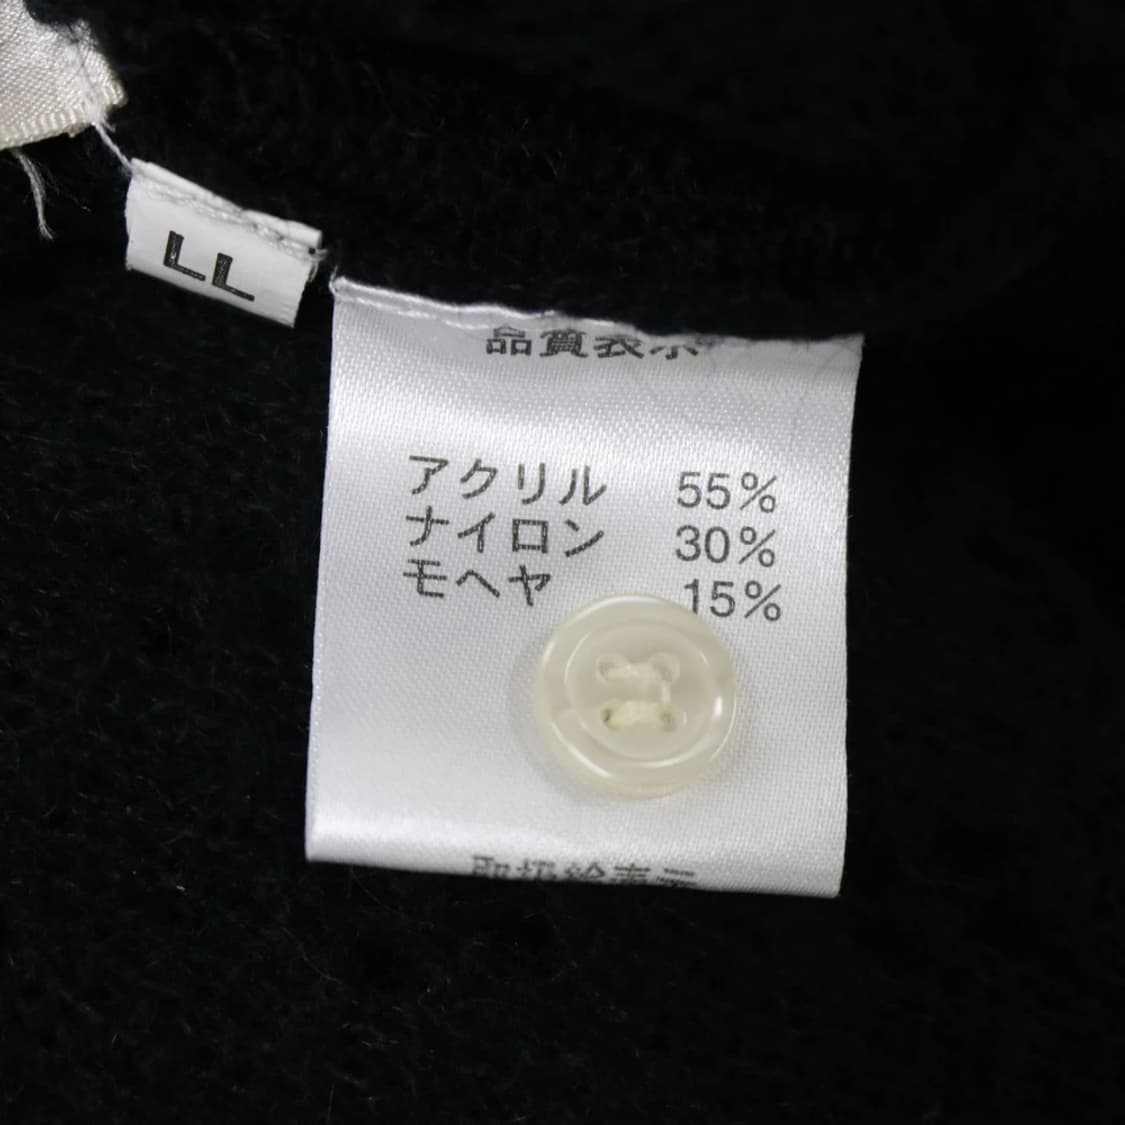 LL
品質表示
アクリル 55%
ナイロン 30%
モヘヤ 15%
取扱絵表示